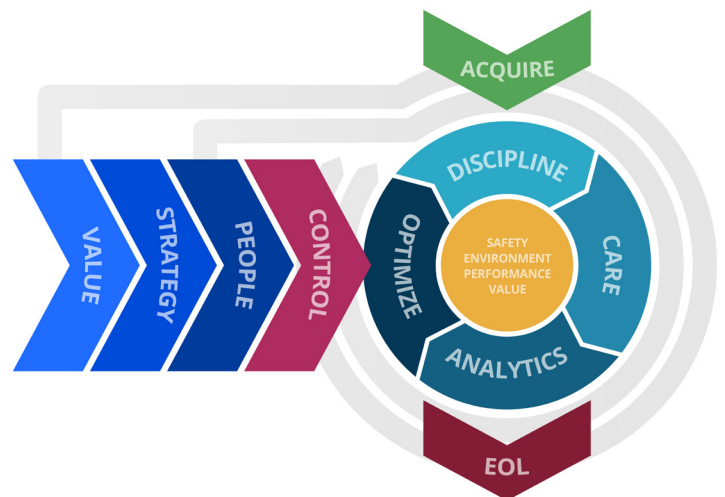 ACQUIRE
VALUE
STRATEGY
PEOPLE
CONTROL
DISCIPLINE
CARE
ANALYTICS
OPTIMIZE
SAFETY
ENVIRONMENT
PERFORMANCE
VALUE
EOL